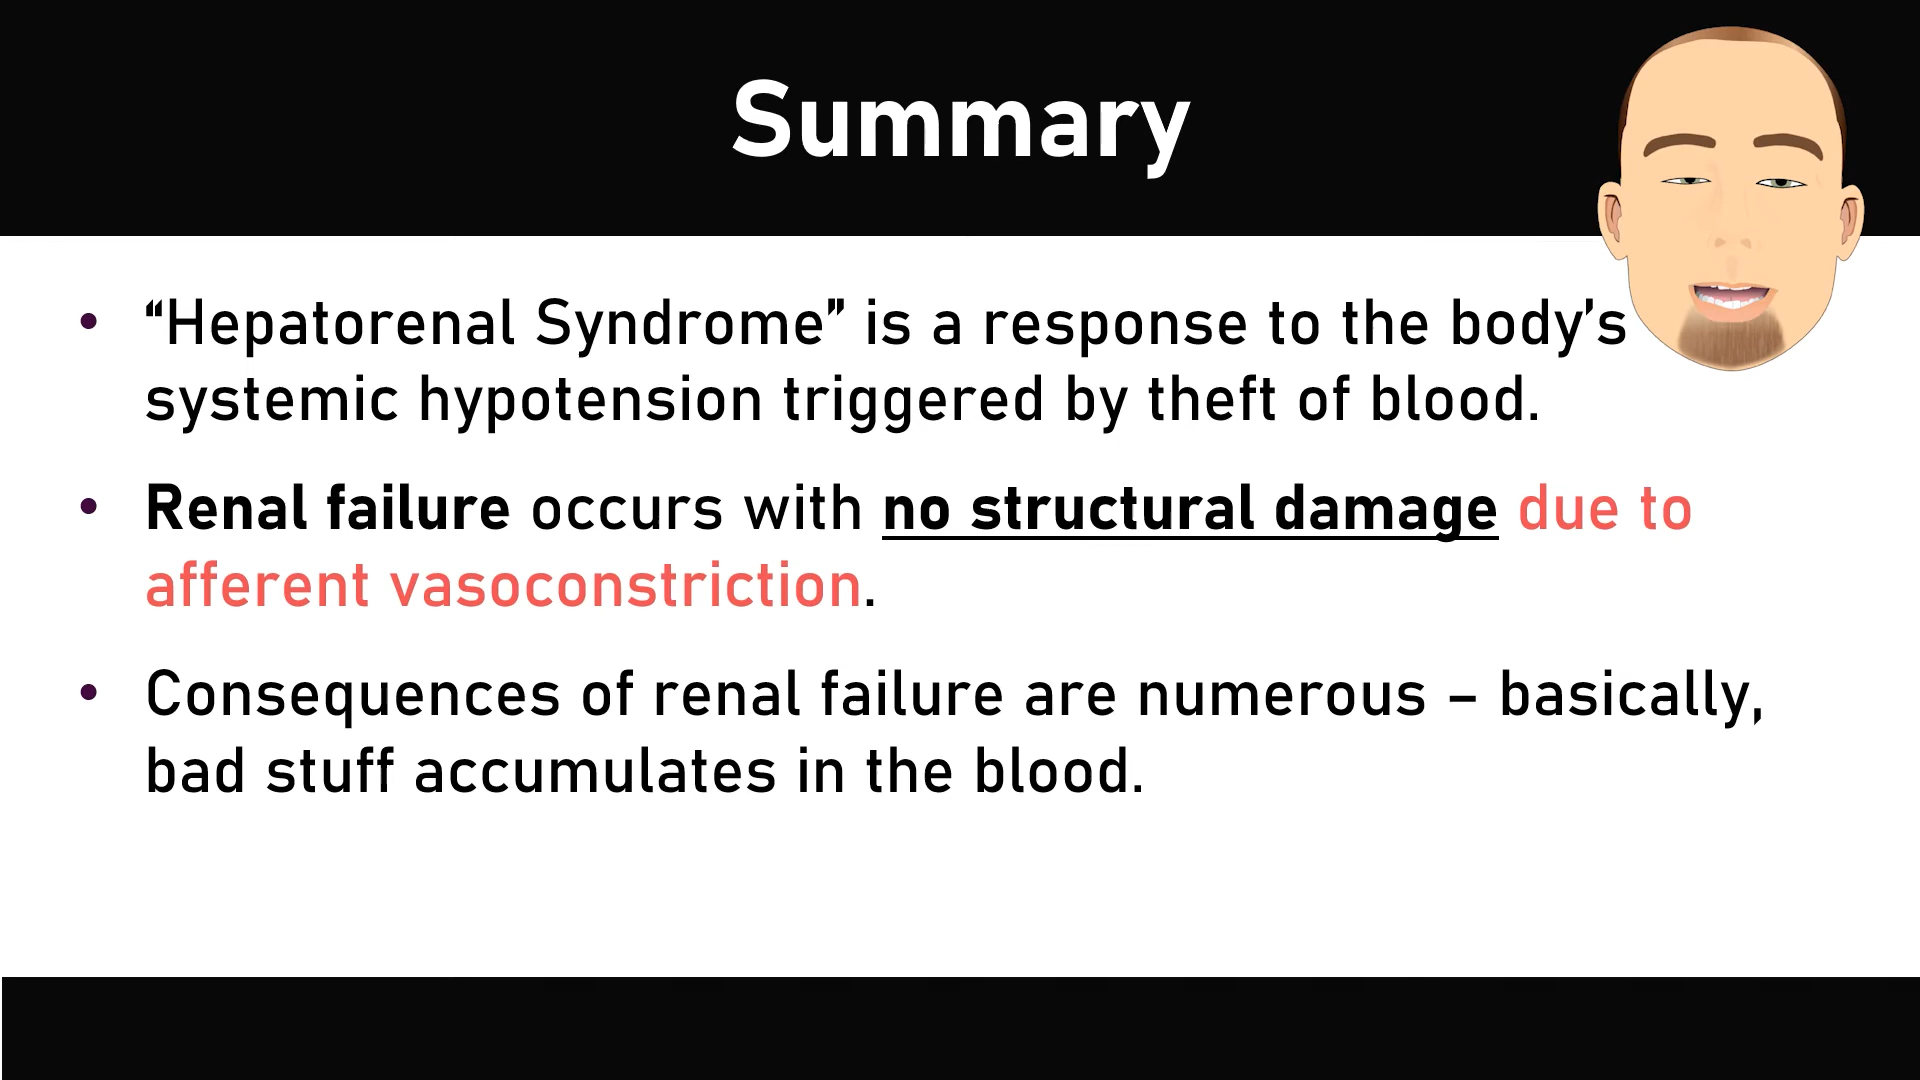 Summary
• “Hepatorenal Syndrome” is a response to the body’s
systemic hypotension triggered by theft of blood.
• Renal failure occurs with no structural damage due to
afferent vasoconstriction.
• Consequences of renal failure are numerous – basically,
bad stuff accumulates in the blood.